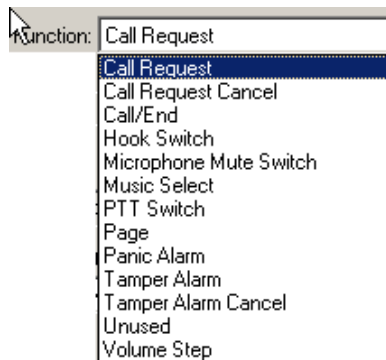 Function: Call Request
Call Request
Call Request Cancel
Call/End
Hook Switch
Microphone Mute Switch
Music Select
PTT Switch
Page
Panic Alarm
Tamper Alarm
Tamper Alarm Cancel
Unused
Volume Step